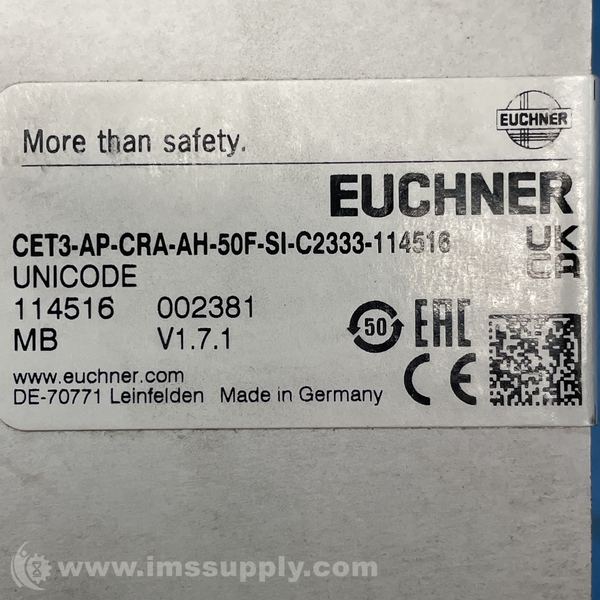 EUCHNER
More than safety.
EUCHNER
CET3-AP-CRA-AH-50F-SI-C2333-114516
UK
CA
UNICODE
114516 002381
MB V1.7.1
50
EAC
CE
www.euchner.com
DE-70771 Leinfelden Made in Germany
© www.imssupply.com